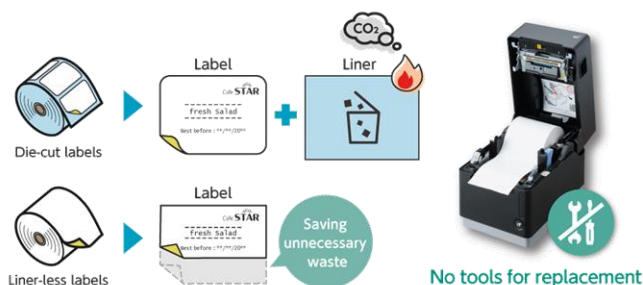 CO₂
Label
Liner
Cafe STAR
fresh Salad
Best before : **/**/20**
Die-cut labels
Label
Cafe STAR
fresh Salad
Best before : **/**/20**
Saving
unnecessary
waste
Liner-less labels
No tools for replacement